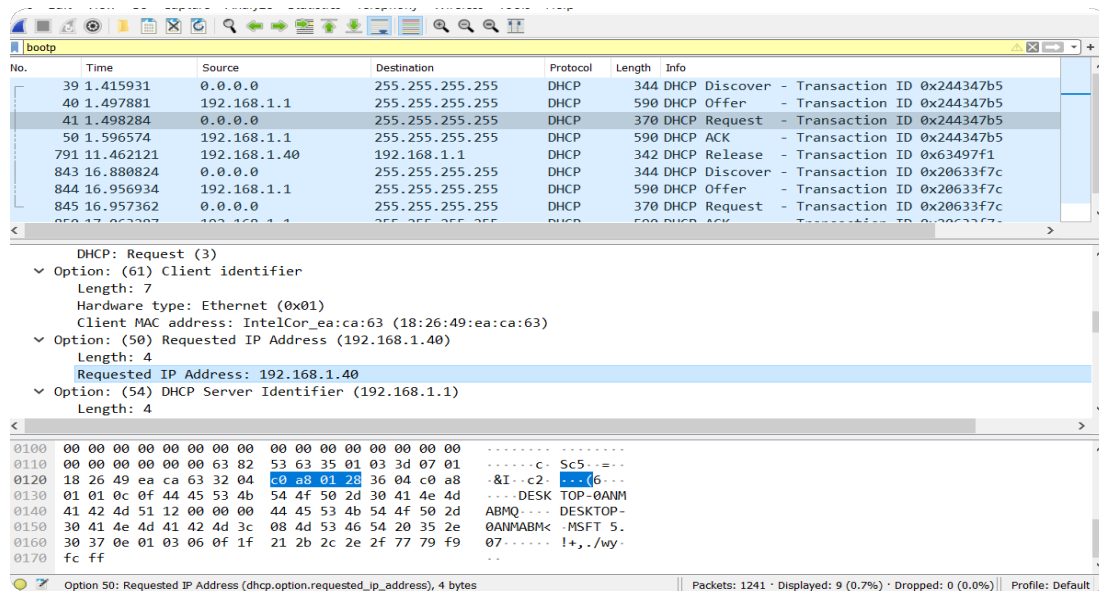 bootp
No. Time Source Destination Protocol Length Info
39 1.415931 0.0.0.0 255.255.255.255 DHCP 344 DHCP Discover - Transaction ID 0x244347b5
40 1.497881 192.168.1.1 255.255.255.255 DHCP 590 DHCP Offer - Transaction ID 0x244347b5
41 1.498284 0.0.0.0 255.255.255.255 DHCP 370 DHCP Request - Transaction ID 0x244347b5
50 1.596574 192.168.1.1 255.255.255.255 DHCP 590 DHCP ACK - Transaction ID 0x244347b5
791 11.462121 192.168.1.40 192.168.1.1 DHCP 342 DHCP Release - Transaction ID 0x63497f1
843 16.880824 0.0.0.0 255.255.255.255 DHCP 344 DHCP Discover - Transaction ID 0x20633f7c
844 16.956934 192.168.1.1 255.255.255.255 DHCP 590 DHCP Offer - Transaction ID 0x20633f7c
845 16.957362 0.0.0.0 255.255.255.255 DHCP 370 DHCP Request - Transaction ID 0x20633f7c
DHCP: Request (3)
Option: (61) Client identifier
Length: 7
Hardware type: Ethernet (0x01)
Client MAC address: IntelCor_ea:ca:63 (18:26:49:ea:ca:63)
Option: (50) Requested IP Address (192.168.1.40)
Length: 4
Requested IP Address: 192.168.1.40
Option: (54) DHCP Server Identifier (192.168.1.1)
Length: 4
0100 00 00 00 00 00 00 00 00 00 00 00 00 00 00 00 00 ········ ········
0110 00 00 00 00 00 00 63 82 53 63 35 01 03 3d 07 01 ······c· Sc5··=··
0120 18 26 49 ea ca 63 32 04 c0 a8 01 28 36 04 c0 a8 ·&I··c2· ···(6···
0130 01 01 0c 0f 44 45 53 4b 54 4f 50 2d 30 41 4e 4d ····DESK TOP-0ANM
0140 41 42 4d 51 12 00 00 00 44 45 53 4b 54 4f 50 2d ABMQ···· DESKTOP-
0150 30 41 4e 4d 41 42 4d 3c 08 4d 53 46 54 20 35 2e 0ANMABM< ·MSFT 5.
0160 30 37 0e 01 03 06 0f 1f 21 2b 2c 2e 2f 77 79 f9 07······ !+,./wy·
0170 fc ff ··
Option 50: Requested IP Address (dhcp.option.requested_ip_address), 4 bytes Packets: 1241 · Displayed: 9 (0.7%) · Dropped: 0 (0.0%) Profile: Default